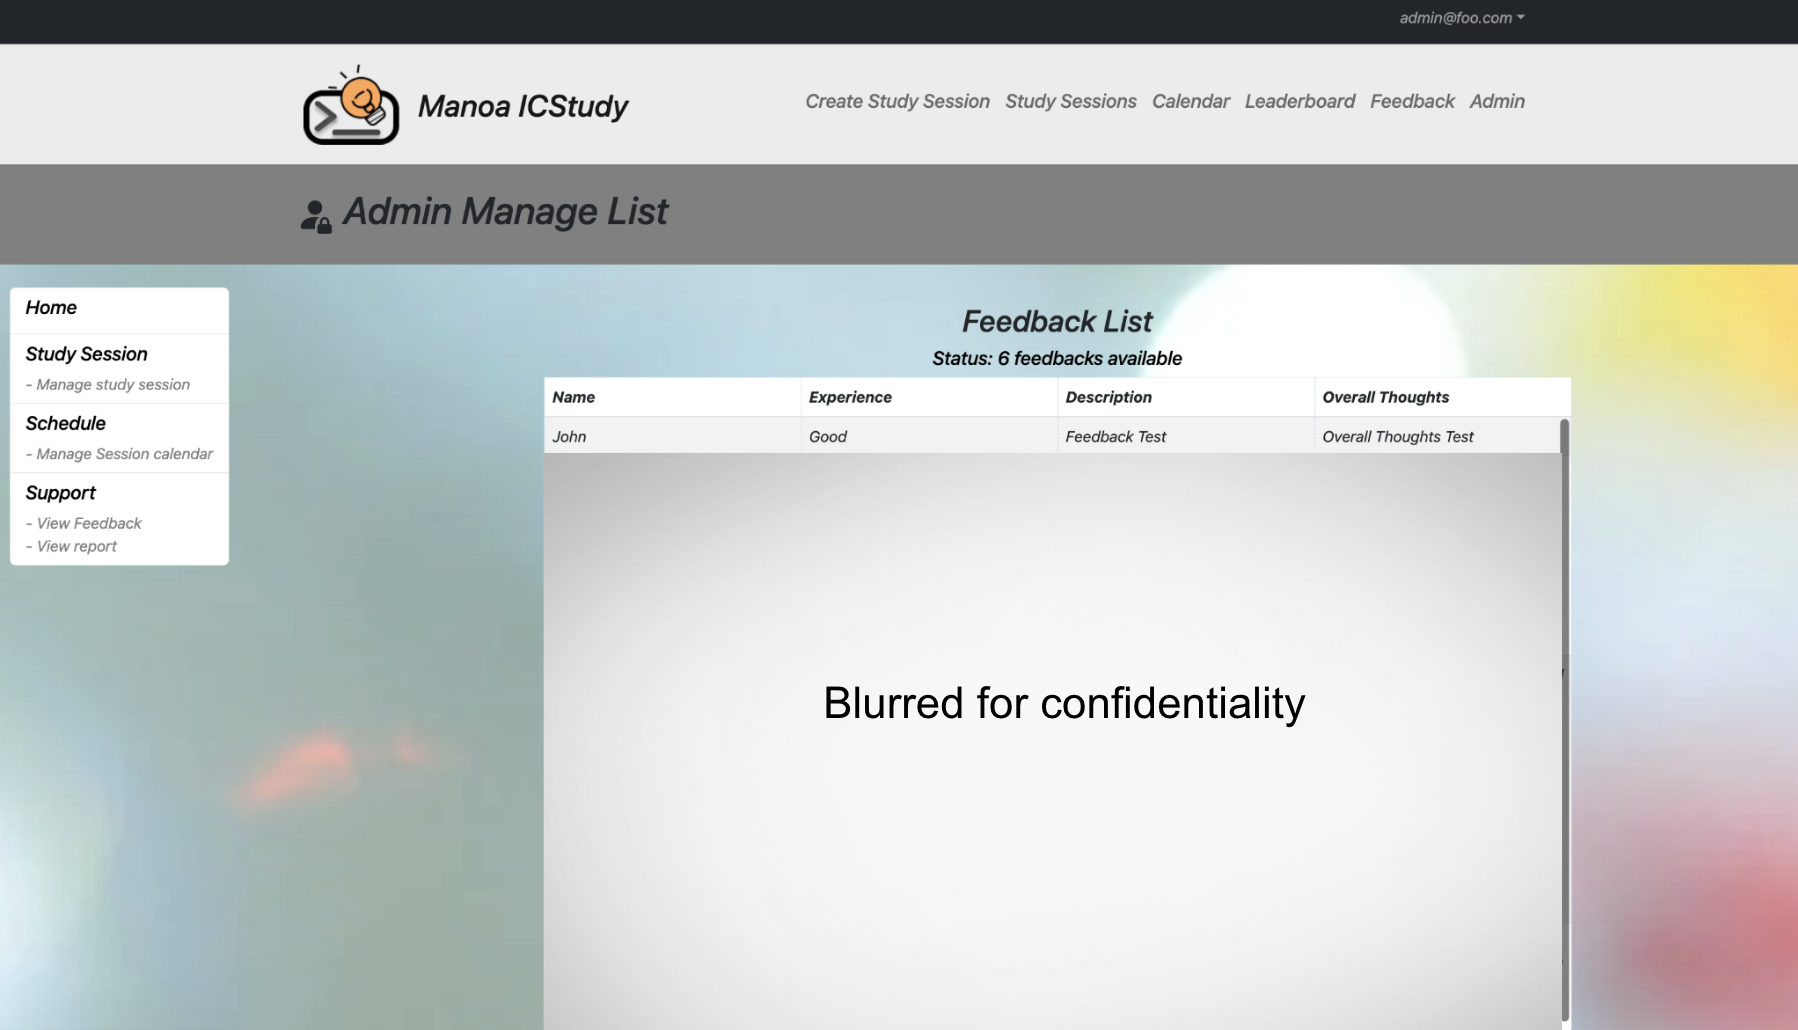 admin@foo.com
Manoa ICStudy
Create Study Session Study Sessions Calendar Leaderboard Feedback Admin
Admin Manage List
Home
Study Session
- Manage study session
Schedule
- Manage Session calendar
Support
- View Feedback
- View report
Feedback List
Status: 6 feedbacks available
Name Experience Description Overall Thoughts
John Good Feedback Test Overall Thoughts Test
Blurred for confidentiality